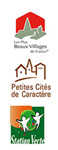 Les Plus
Beaux Villages
de France
Petites Cités
de Caractère
Station Verte